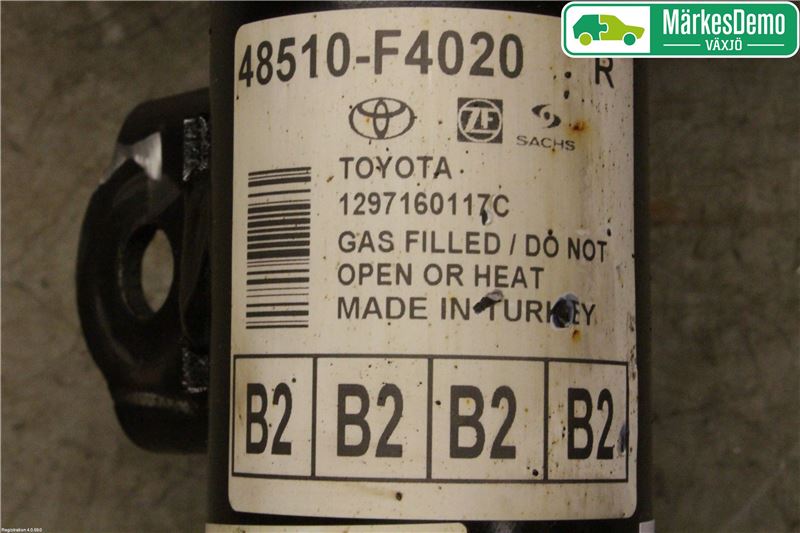 MärkesDemo
VÄXJÖ
48510-F4020 R
ZF
SACHS
TOYOTA
1297160117C
GAS FILLED / DO NOT
OPEN OR HEAT
MADE IN TURKEY
B2 B2 B2 B2